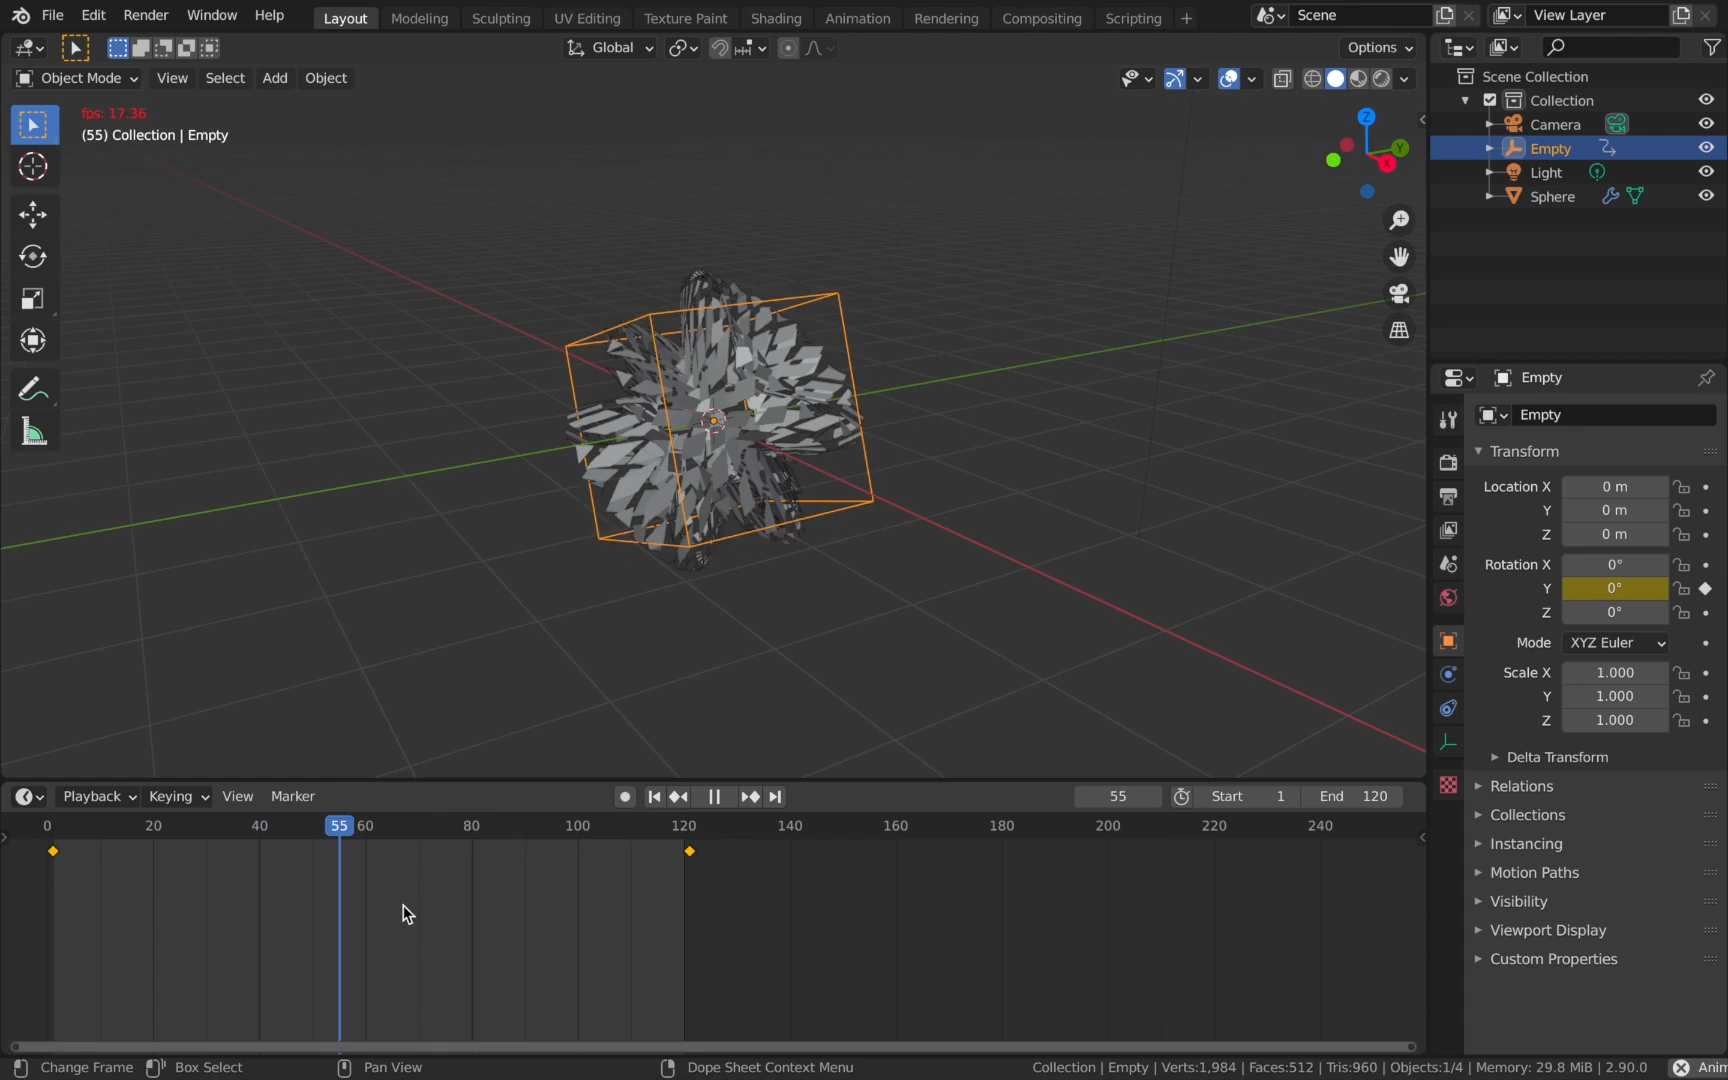 File Edit Render Window Help Layout Modeling Sculpting UV Editing Texture Paint Shading Animation Rendering Compositing Scripting + Scene View Layer
Global Options
Object Mode View Select Add Object
Scene Collection
Collection
Camera
Empty
Light
Sphere
fps: 17.36
(55) Collection | Empty
Z
Y
X
Empty
Empty
Transform
Location X 0 m
Y 0 m
Z 0 m
Rotation X 0°
Y 0°
Z 0°
Mode XYZ Euler
Scale X 1.000
Y 1.000
Z 1.000
Delta Transform
Relations
Collections
Instancing
Motion Paths
Visibility
Viewport Display
Custom Properties
Playback Keying View Marker 55 Start 1 End 120
0 20 40 55 60 80 100 120 140 160 180 200 220 240
Change Frame Box Select Pan View Dope Sheet Context Menu Collection | Empty | Verts:1,984 | Faces:512 | Tris:960 | Objects:1/4 | Memory: 29.8 MiB | 2.90.0 Anim